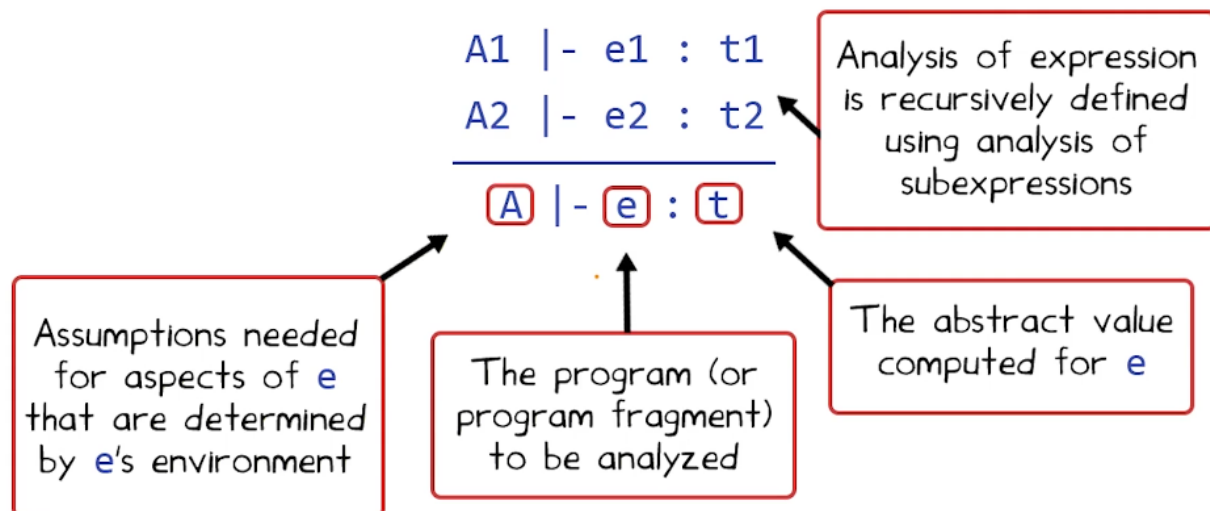 A1 |- e1 : t1
A2 |- e2 : t2
A |- e : t
Analysis of expression
is recursively defined
using analysis of
subexpressions
Assumptions needed
for aspects of e
that are determined
by e's environment
The program (or
program fragment)
to be analyzed
The abstract value
computed for e